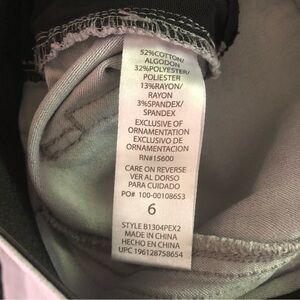 52%COTTON/
ALGODON
32%POLYESTER/
POLIESTER
13%RAYON/
RAYON
3%SPANDEX/
SPANDEX
EXCLUSIVE OF
ORNAMENTATION
EXCLUSIVO DE
ORNAMENTACION
RN#15600
CARE ON REVERSE
VER AL DORSO
PARA CUIDADO
PO# 100-00108653
6
STYLE B1304PEX2
MADE IN CHINA
HECHO EN CHINA
UPC 196128758654